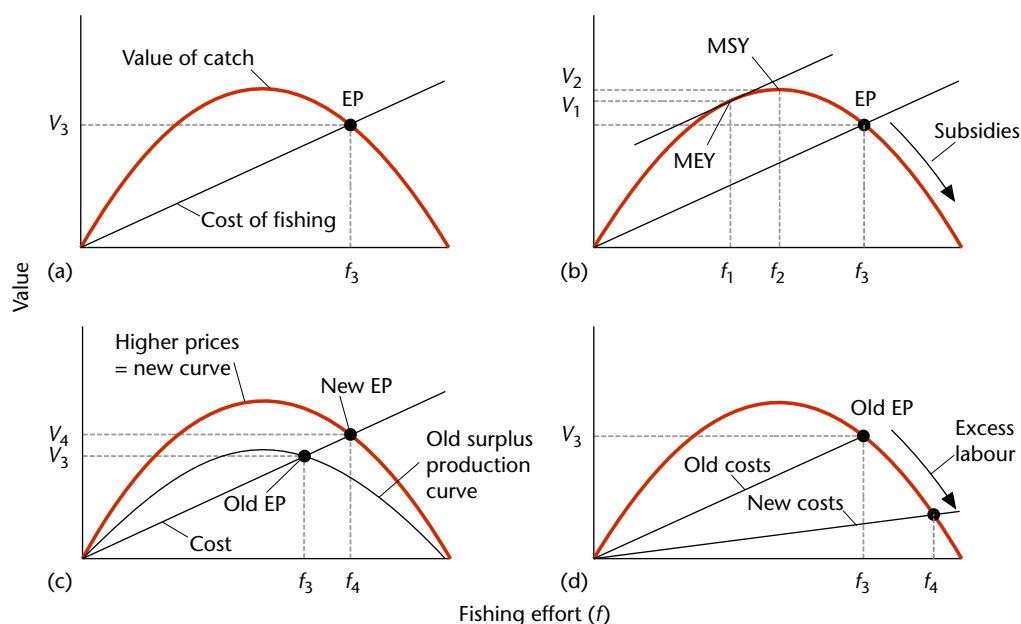 Value of catch
EP
V3
Cost of fishing
(a)
f3
MSY
V2
V1
EP
MEY
Subsidies
(b)
f1
f2
f3
Value
Higher prices
= new curve
New EP
V4
V3
Old surplus
production
curve
Old EP
Cost
(c)
f3
f4
Old EP
Excess
labour
V3
Old costs
New costs
(d)
f3
f4
Fishing effort (f)